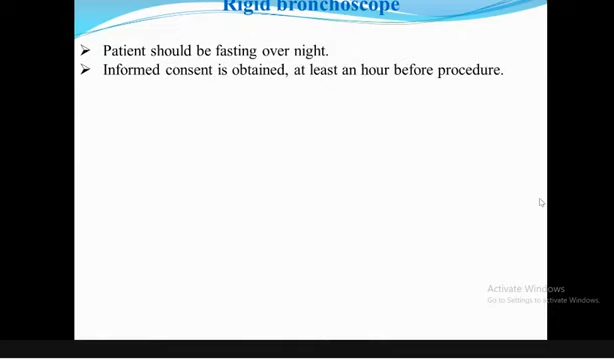 Rigid bronchoscope
Patient should be fasting over night.
Informed consent is obtained, at least an hour before procedure.
Activate Windows
Go to Settings to activate Windows.